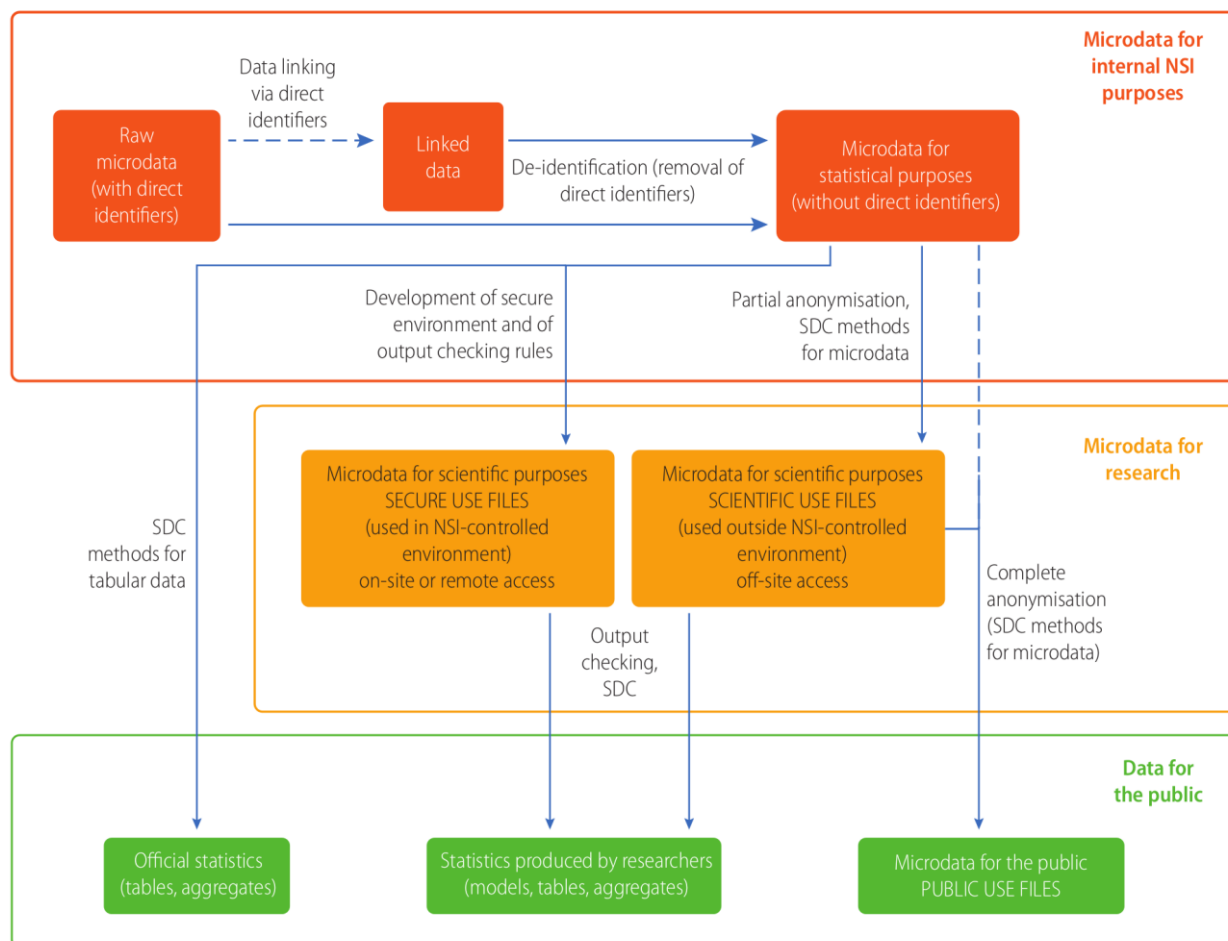 Microdata for
internal NSI
purposes
Data linking
via direct
identifiers
Raw
microdata
(with direct
identifiers)
Linked
data
De-identification (removal of
direct identifiers)
Microdata for
statistical purposes
(without direct identifiers)
Development of secure
environment and of
output checking rules
Partial anonymisation,
SDC methods
for microdata
Microdata for
research
Microdata for scientific purposes
SECURE USE FILES
(used in NSI-controlled
environment)
on-site or remote access
Microdata for scientific purposes
SCIENTIFIC USE FILES
(used outside NSI-controlled
environment)
off-site access
SDC
methods for
tabular data
Complete
anonymisation
(SDC methods
for microdata)
Output
checking,
SDC
Data for
the public
Official statistics
(tables, aggregates)
Statistics produced by researchers
(models, tables, aggregates)
Microdata for the public
PUBLIC USE FILES